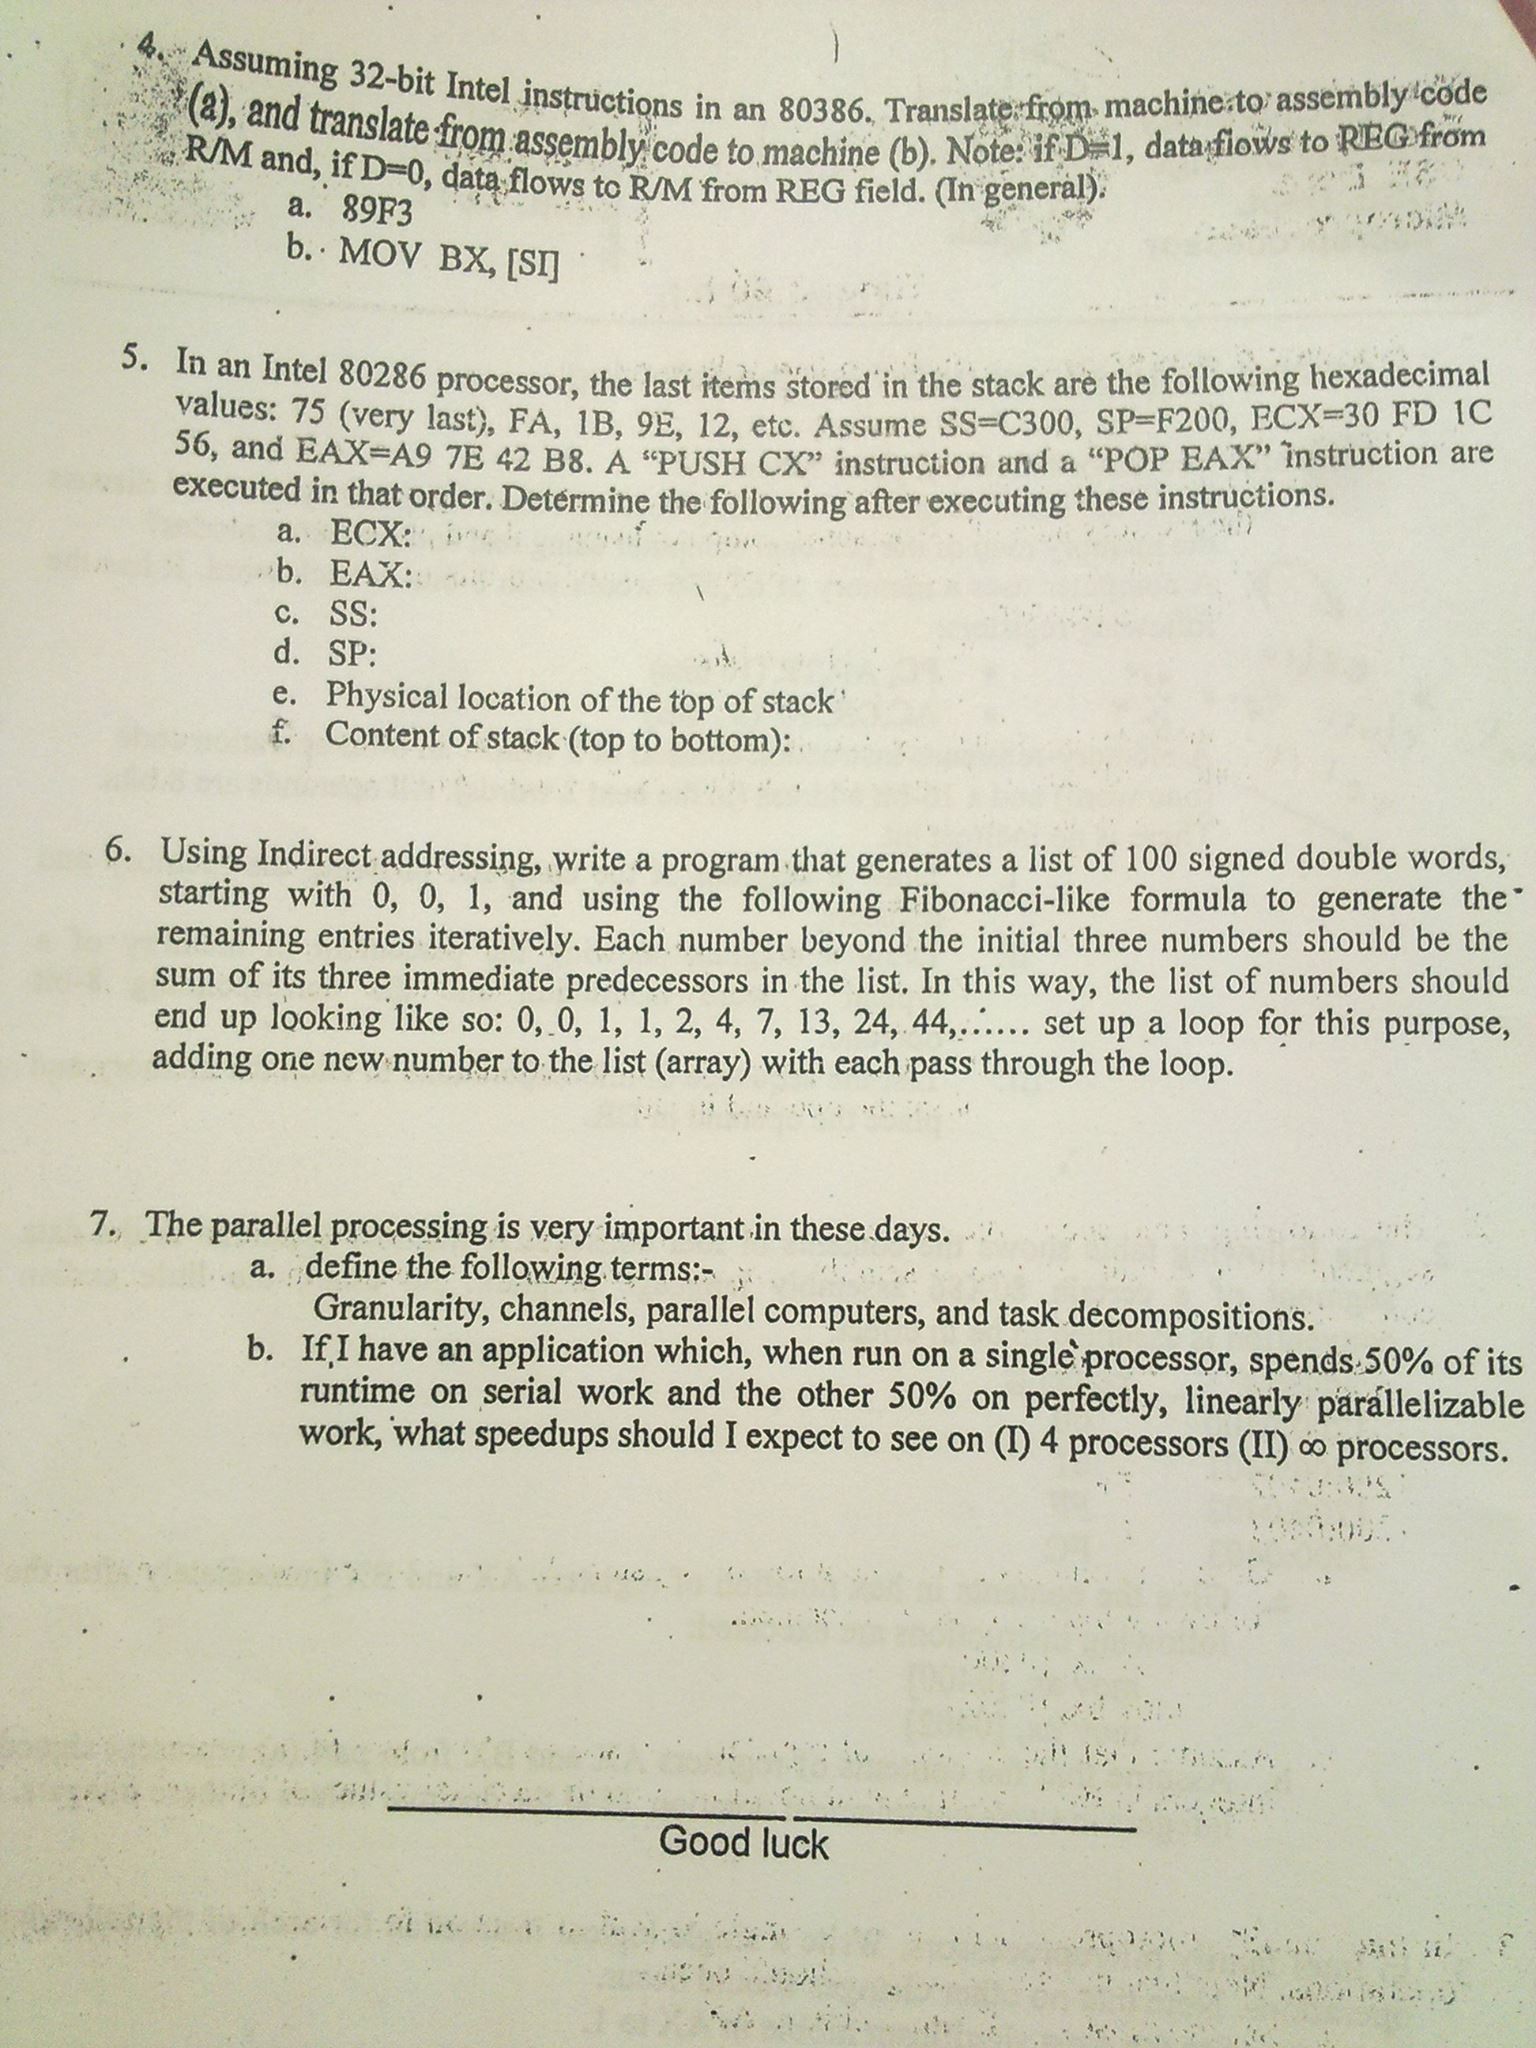 4. Assuming 32-bit Intel instructions in an 80386. Translate from machine to assembly code
(a), and translate from assembly code to machine (b). Note: if D=1, data flows to REG from
R/M and, if D=0, data flows to R/M from REG field. (In general).
a. 89F3
b. MOV BX, [SI]
5. In an Intel 80286 processor, the last items stored in the stack are the following hexadecimal
values: 75 (very last), FA, 1B, 9E, 12, etc. Assume SS=C300, SP=F200, ECX=30 FD 1C
56, and EAX=A9 7E 42 B8. A “PUSH CX” instruction and a “POP EAX” instruction are
executed in that order. Determine the following after executing these instructions.
a. ECX:
b. EAX:
c. SS:
d. SP:
e. Physical location of the top of stack
f. Content of stack (top to bottom):
6. Using Indirect addressing, write a program that generates a list of 100 signed double words,
starting with 0, 0, 1, and using the following Fibonacci-like formula to generate the
remaining entries iteratively. Each number beyond the initial three numbers should be the
sum of its three immediate predecessors in the list. In this way, the list of numbers should
end up looking like so: 0, 0, 1, 1, 2, 4, 7, 13, 24, 44,...... set up a loop for this purpose,
adding one new number to the list (array) with each pass through the loop.
7. The parallel processing is very important in these days.
a. define the following terms:-
Granularity, channels, parallel computers, and task decompositions.
b. If I have an application which, when run on a single processor, spends 50% of its
runtime on serial work and the other 50% on perfectly, linearly parallelizable
work, what speedups should I expect to see on (I) 4 processors (II) ∞ processors.
Good luck